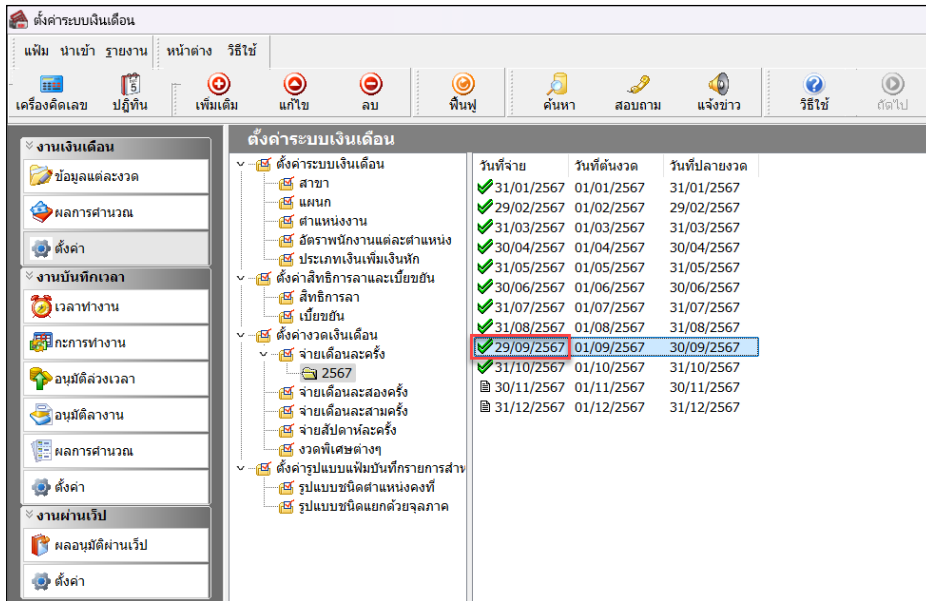 ตั้งค่าระบบเงินเดือน
แฟ้ม นำเข้า รายงาน หน้าต่าง วิธีใช้
5
เครื่องคิดเลข ปฏิทิน เพิ่มเติม แก้ไข ลบ ฟื้นฟู ค้นหา สอบถาม แจ้งข่าว วิธีใช้ ถัดไป
งานเงินเดือน
ข้อมูลแต่ละงวด
ผลการคำนวณ
ตั้งค่า
งานบันทึกเวลา
เวลาทำงาน
กะการทำงาน
อนุมัติล่วงเวลา
อนุมัติลางาน
ผลการคำนวณ
ตั้งค่า
งานผ่านเว็ป
ผลอนุมัติผ่านเว็ป
ตั้งค่า
ตั้งค่าระบบเงินเดือน
ตั้งค่าระบบเงินเดือน
สาขา
แผนก
ตำแหน่งงาน
อัตราพนักงานแต่ละตำแหน่ง
ประเภทเงินเพิ่มเงินหัก
ตั้งค่าสิทธิการลาและเบี้ยขยัน
สิทธิการลา
เบี้ยขยัน
ตั้งค่างวดเงินเดือน
จ่ายเดือนละครั้ง
2567
จ่ายเดือนละสองครั้ง
จ่ายเดือนละสามครั้ง
จ่ายสัปดาห์ละครั้ง
งวดพิเศษต่างๆ
ตั้งค่ารูปแบบแฟ้มบันทึกรายการสำห
รูปแบบชนิดตำแหน่งคงที่
รูปแบบชนิดแยกด้วยจุลภาค
วันที่จ่าย วันที่ต้นงวด วันที่ปลายงวด
31/01/2567 01/01/2567 31/01/2567
29/02/2567 01/02/2567 29/02/2567
31/03/2567 01/03/2567 31/03/2567
30/04/2567 01/04/2567 30/04/2567
31/05/2567 01/05/2567 31/05/2567
30/06/2567 01/06/2567 30/06/2567
31/07/2567 01/07/2567 31/07/2567
31/08/2567 01/08/2567 31/08/2567
29/09/2567 01/09/2567 30/09/2567
31/10/2567 01/10/2567 31/10/2567
30/11/2567 01/11/2567 30/11/2567
31/12/2567 01/12/2567 31/12/2567